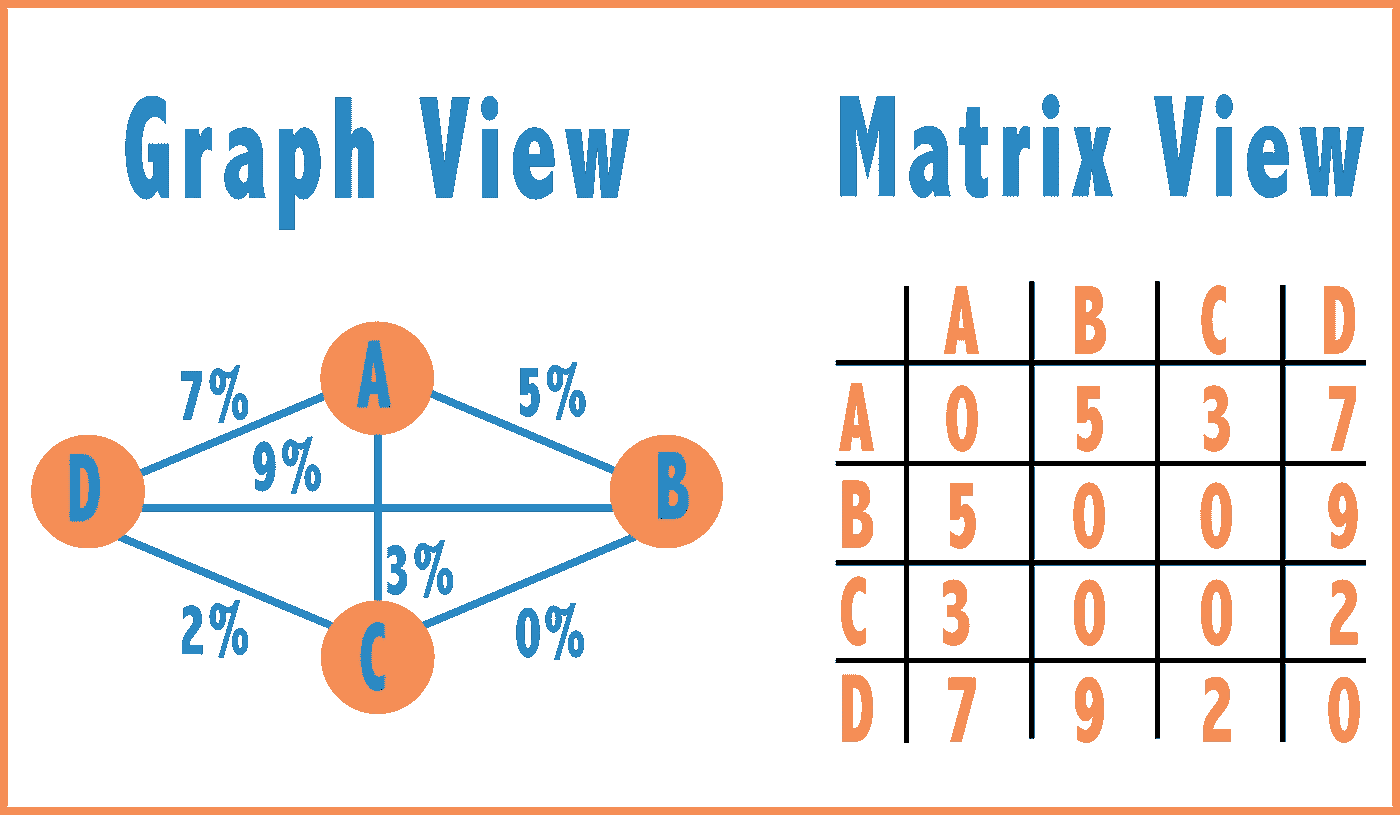 Graph View
A
7%
5%
9%
D
B
3%
2%
0%
C
Matrix View
A B C D
A 0 5 3 7
B 5 0 0 9
C 3 0 0 2
D 7 9 2 0